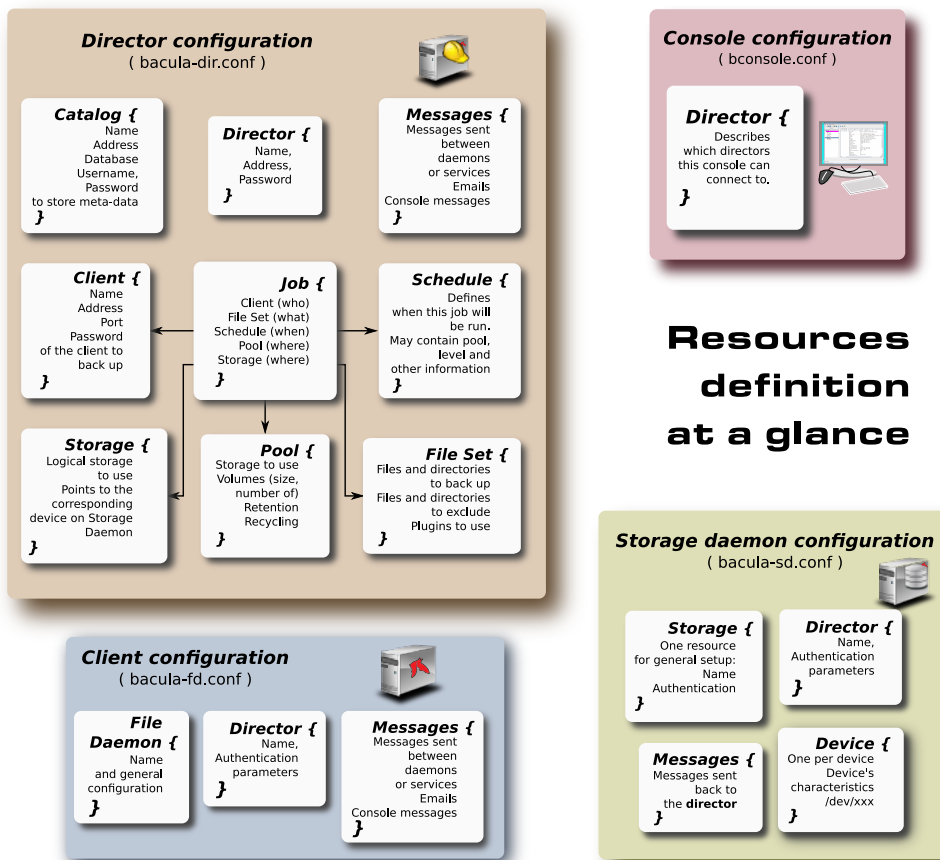 Director configuration
( bacula-dir.conf )
Catalog {
Name
Address
Database
Username,
Password
to store meta-data
}
Director {
Name,
Address,
Password
}
Messages {
Messages sent
between
daemons
or services
Emails
Console messages
}
Client {
Name
Address
Port
Password
of the client to
back up
}
Job {
Client (who)
File Set (what)
Schedule (when)
Pool (where)
Storage (where)
}
Schedule {
Defines
when this job will
be run.
May contain pool,
level and
other information
}
Storage {
Logical storage
to use
Points to the
corresponding
device on Storage
Daemon
}
Pool {
Storage to use
Volumes (size,
number of)
Retention
Recycling
}
File Set {
Files and directories
to back up
Files and directories
to exclude
Plugins to use
}
Console configuration
( bconsole.conf )
Director {
Describes
which directors
this console can
connect to.
}
Resources
definition
at a glance
Client configuration
( bacula-fd.conf )
File
Daemon {
Name
and general
configuration
}
Director {
Name,
Authentication
parameters
}
Messages {
Messages sent
between
daemons
or services
Emails
Console messages
}
Storage daemon configuration
( bacula-sd.conf )
Storage {
One resource
for general setup:
Name
Authentication
}
Director {
Name,
Authentication
parameters
}
Messages {
Messages sent
back to
the director
}
Device {
One per device
Device's
characteristics
/dev/xxx
}